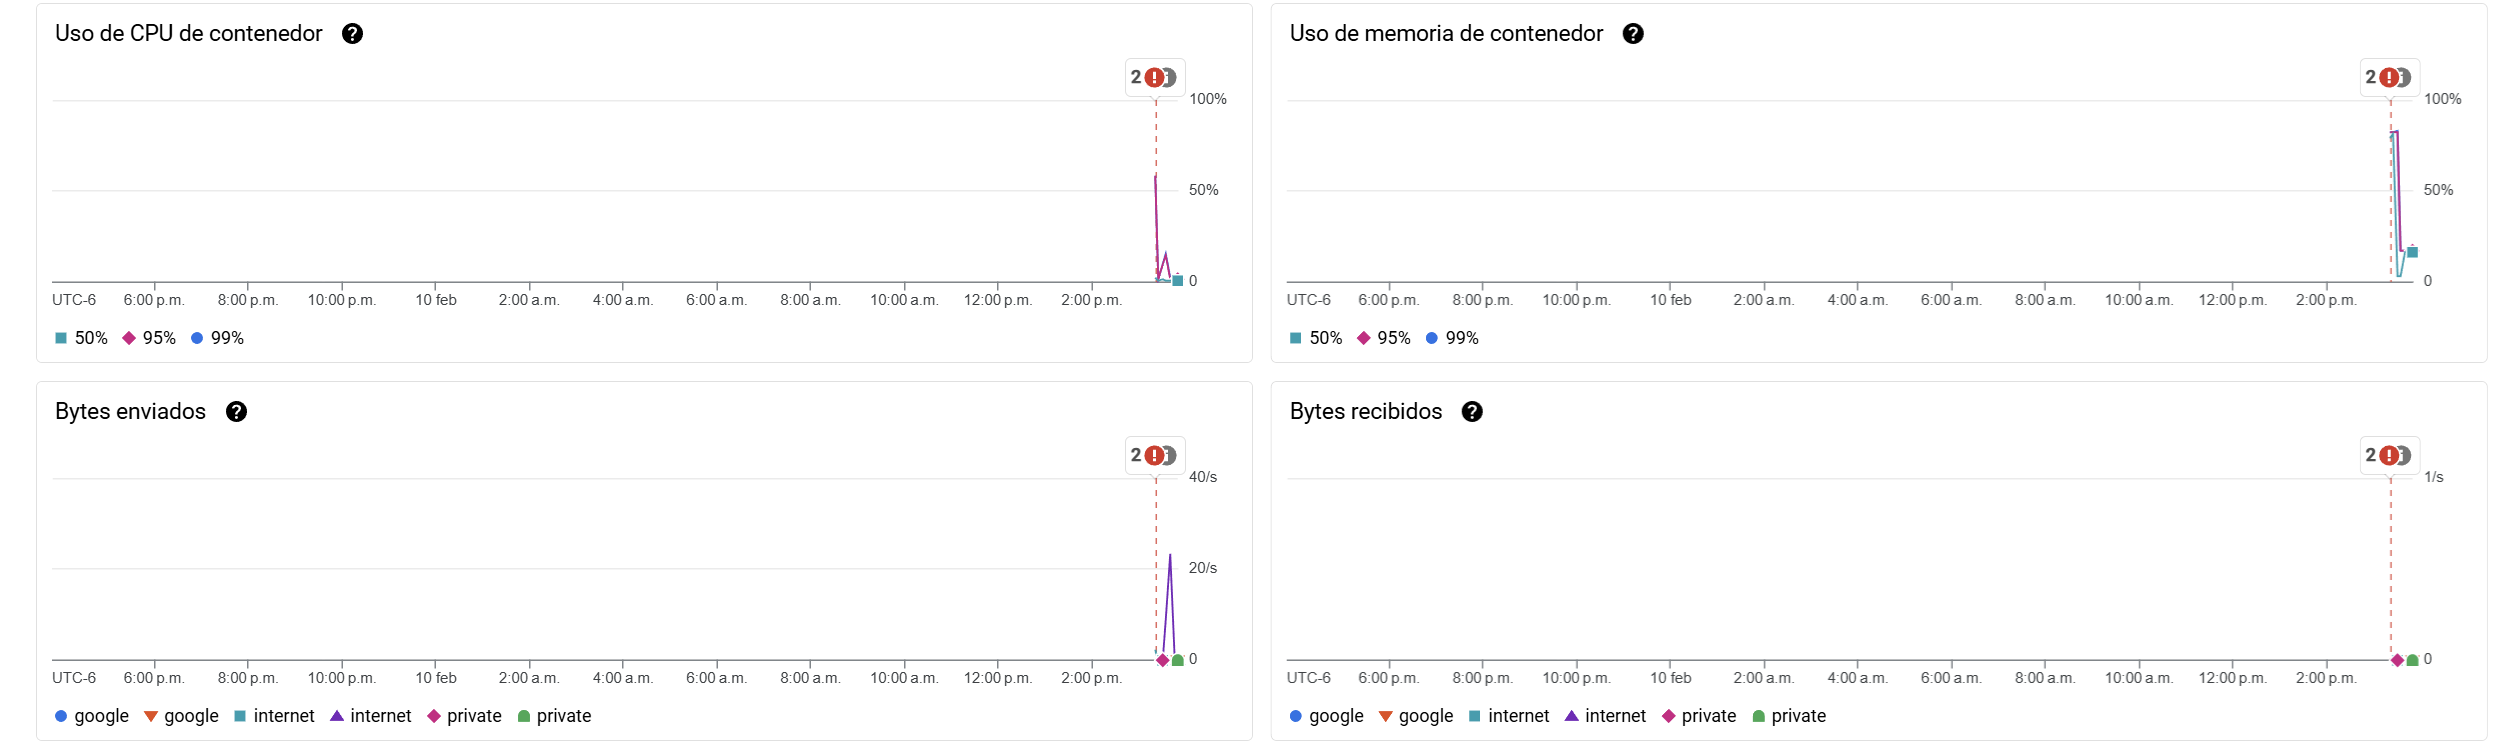 Uso de CPU de contenedor ?
2 ! i
100%
50%
0
UTC-6 6:00 p.m. 8:00 p.m. 10:00 p.m. 10 feb 2:00 a.m. 4:00 a.m. 6:00 a.m. 8:00 a.m. 10:00 a.m. 12:00 p.m. 2:00 p.m.
50% 95% 99%
Uso de memoria de contenedor ?
2 ! i
100%
50%
0
UTC-6 6:00 p.m. 8:00 p.m. 10:00 p.m. 10 feb 2:00 a.m. 4:00 a.m. 6:00 a.m. 8:00 a.m. 10:00 a.m. 12:00 p.m. 2:00 p.m.
50% 95% 99%
Bytes enviados ?
2 ! i
40/s
20/s
0
UTC-6 6:00 p.m. 8:00 p.m. 10:00 p.m. 10 feb 2:00 a.m. 4:00 a.m. 6:00 a.m. 8:00 a.m. 10:00 a.m. 12:00 p.m. 2:00 p.m.
google google internet internet private private
Bytes recibidos ?
2 ! i
1/s
0
UTC-6 6:00 p.m. 8:00 p.m. 10:00 p.m. 10 feb 2:00 a.m. 4:00 a.m. 6:00 a.m. 8:00 a.m. 10:00 a.m. 12:00 p.m. 2:00 p.m.
google google internet internet private private